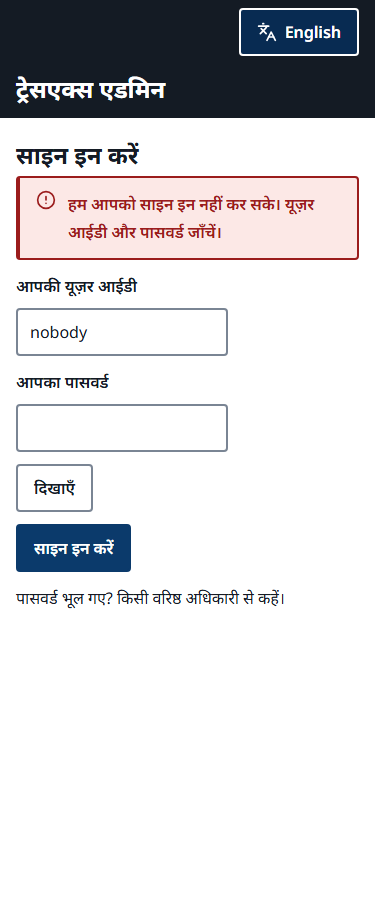 English
ट्रेसएक्स एडमिन
साइन इन करें
हम आपको साइन इन नहीं कर सके। यूज़र
आईडी और पासवर्ड जाँचें।
आपकी यूज़र आईडी
nobody
आपका पासवर्ड
दिखाएँ
साइन इन करें
पासवर्ड भूल गए? किसी वरिष्ठ अधिकारी से कहें।